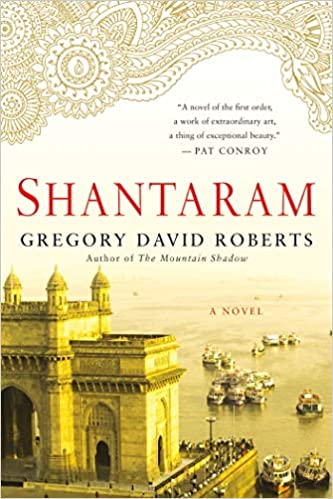 “A novel of the first order,
a work of extraordinary art,
a thing of exceptional beauty.”
— PAT CONROY
SHANTARAM
GREGORY DAVID ROBERTS
Author of The Mountain Shadow
A NOVEL